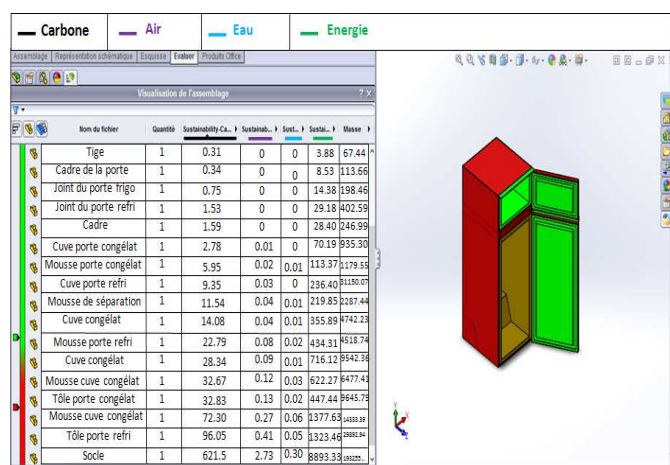 Carbone Air Eau Energie
Assemblage Représentation schématique Esquisse Evaluer Produits Office
Visualisation de l'assemblage ? X
Nom du fichier Quantité Sustainability-Ca... Sustainab... Sust... Sustai... Masse
Tige 1 0.31 0 0 3.88 67.44
Cadre de la porte 1 0.34 0 0 8.53 113.66
Joint du porte frigo 1 0.75 0 0 14.38 198.46
Joint du porte refri 1 1.53 0 0 29.18 402.59
Cadre 1 1.59 0 0 28.40 246.99
Cuve porte congélat 1 2.78 0.01 0 70.19 935.30
Mousse porte congélat 1 5.95 0.02 0.01 113.37 1179.55
Cuve porte refri 1 9.35 0.03 0 236.40 31150.07
Mousse de séparation 1 11.54 0.04 0.01 219.85 2287.44
Cuve congélat 1 14.08 0.04 0.01 355.89 4742.23
Mousse porte refri 1 22.79 0.08 0.02 434.31 4518.74
Cuve congélat 1 28.34 0.09 0.01 716.12 9542.36
Mousse cuve congélat 1 32.67 0.12 0.03 622.27 6477.41
Tôle porte congélat 1 32.83 0.13 0.02 447.44 9645.75
Mousse cuve congélat 1 72.30 0.27 0.06 1377.63 14333.39
Tôle porte refri 1 96.05 0.41 0.05 1323.46
Socle 1 621.5 2.73 0.30 8893.33